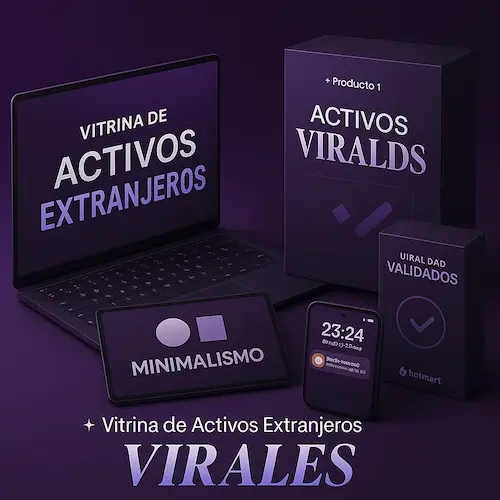 VITRINA DE
ACTIVOS
EXTRANJEROS
+ Producto 1
ACTIVOS
VIRALDS
UIRAL DAD
VALIDADOS
hotmart
MINIMALISMO
23:24
+ Vitrina de Activos Extranjeros
VIRALES